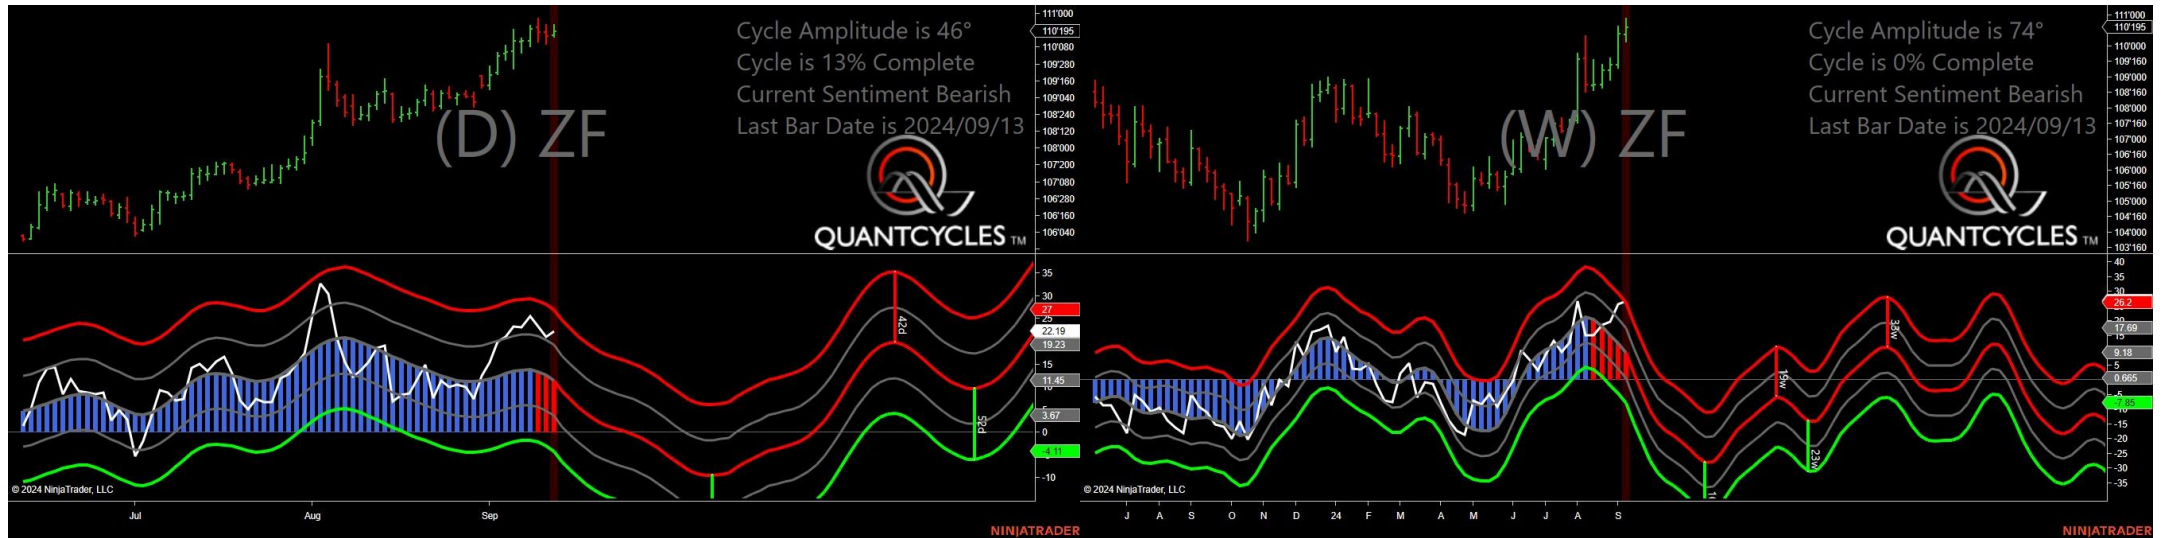 Cycle Amplitude is 46°
Cycle is 13% Complete
Current Sentiment Bearish
Last Bar Date is 2024/09/13
(D) ZF
QUANTCYCLES TM
111'000
110'195
110'080
109'280
109'160
109'040
108'240
108'120
108'000
107'200
107'080
106'280
106'160
106'040
42d
52d
35
30
27
25
22.19
19.23
15
11.45
3.67
0
-4.11
-10
© 2024 NinjaTrader, LLC
Jul
Aug
Sep
NINJATRADER
Cycle Amplitude is 74°
Cycle is 0% Complete
Current Sentiment Bearish
Last Bar Date is 2024/09/13
(W) ZF
QUANTCYCLES TM
111'000
110'195
110'000
109'160
109'000
108'160
108'000
107'160
107'000
106'160
106'000
105'160
105'000
104'160
104'000
103'160
19w
23w
33w
40
35
30
26.2
20
17.69
9.18
5
0.665
-5
-7.85
-10
-15
-20
-25
-30
-35
© 2024 NinjaTrader, LLC
J A S O N D 24 F M A M J J A S
NINJATRADER